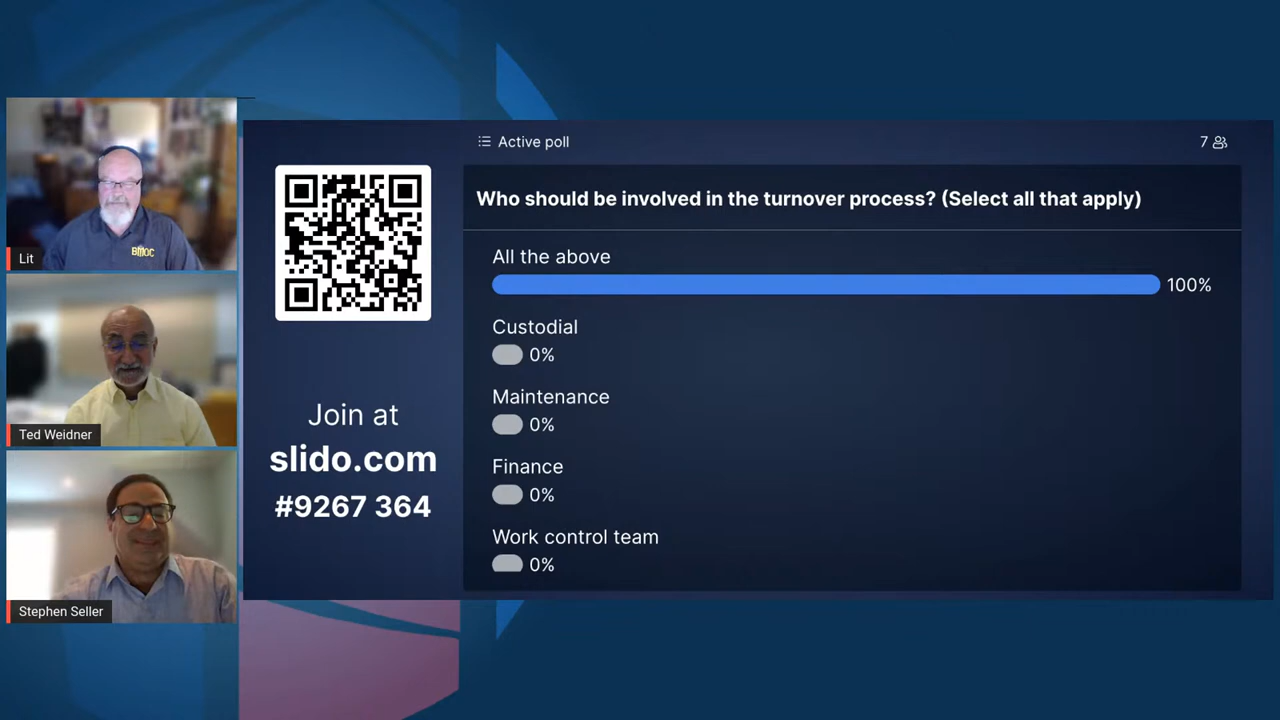 Active poll
7
Who should be involved in the turnover process? (Select all that apply)
All the above
100%
Custodial
0%
Maintenance
0%
Finance
0%
Work control team
0%
Join at
slido.com
#9267 364
BMOC
Lit
Ted Weidner
Stephen Seller